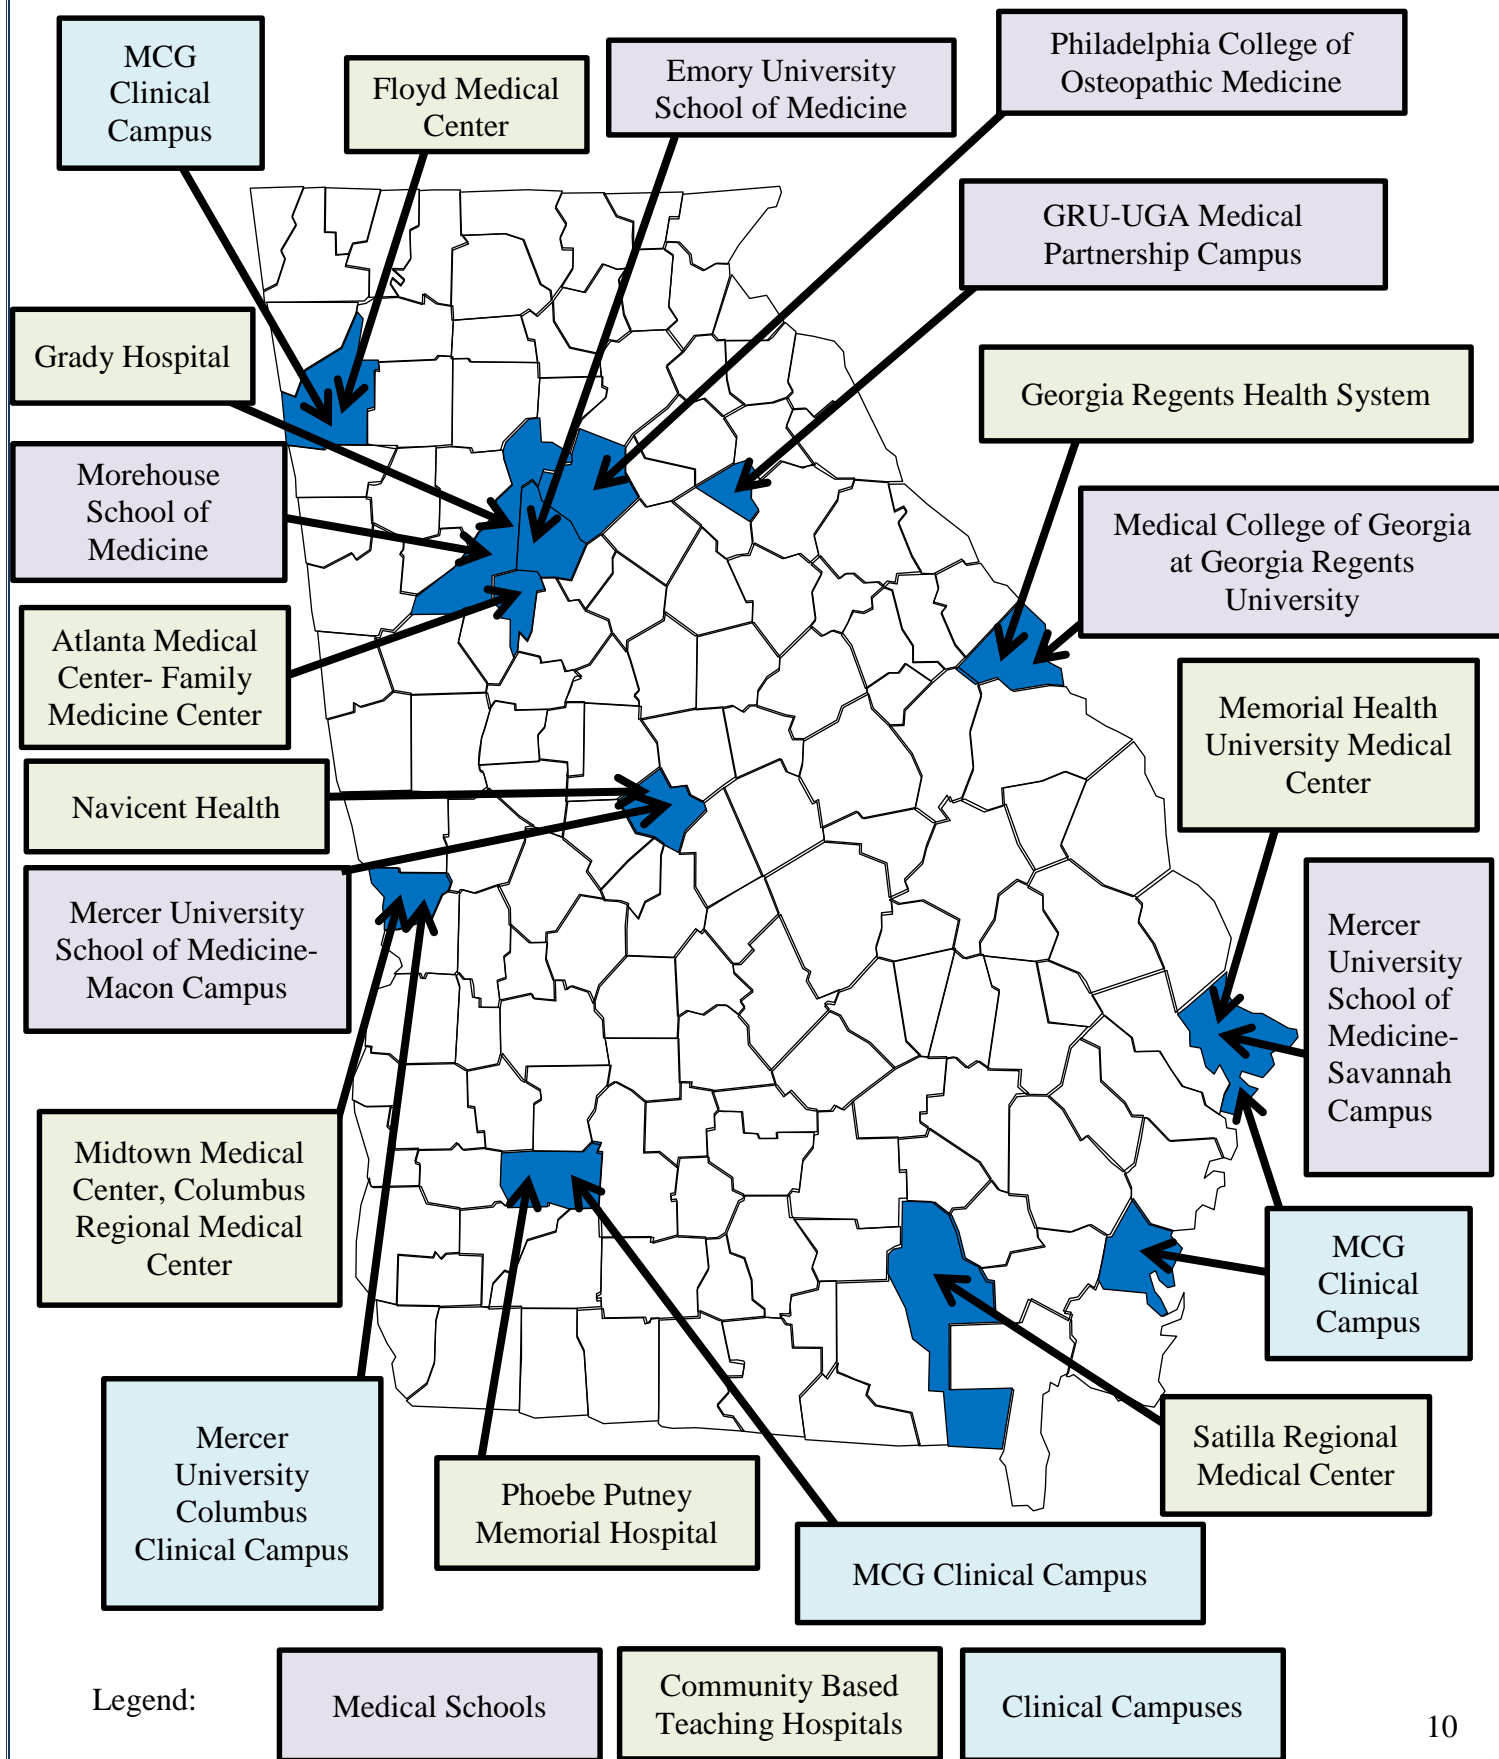 MCG
Clinical
Campus
Floyd Medical
Center
Emory University
School of Medicine
Philadelphia College of
Osteopathic Medicine
GRU-UGA Medical
Partnership Campus
Grady Hospital
Georgia Regents Health System
Morehouse
School of
Medicine
Medical College of Georgia
at Georgia Regents
University
Atlanta Medical
Center- Family
Medicine Center
Memorial Health
University Medical
Center
Navicent Health
Mercer University
School of Medicine-
Macon Campus
Mercer
University
School of
Medicine-
Savannah
Campus
Midtown Medical
Center, Columbus
Regional Medical
Center
MCG
Clinical
Campus
Mercer
University
Columbus
Clinical Campus
Phoebe Putney
Memorial Hospital
Satilla Regional
Medical Center
MCG Clinical Campus
Legend:
Medical Schools
Community Based
Teaching Hospitals
Clinical Campuses
10